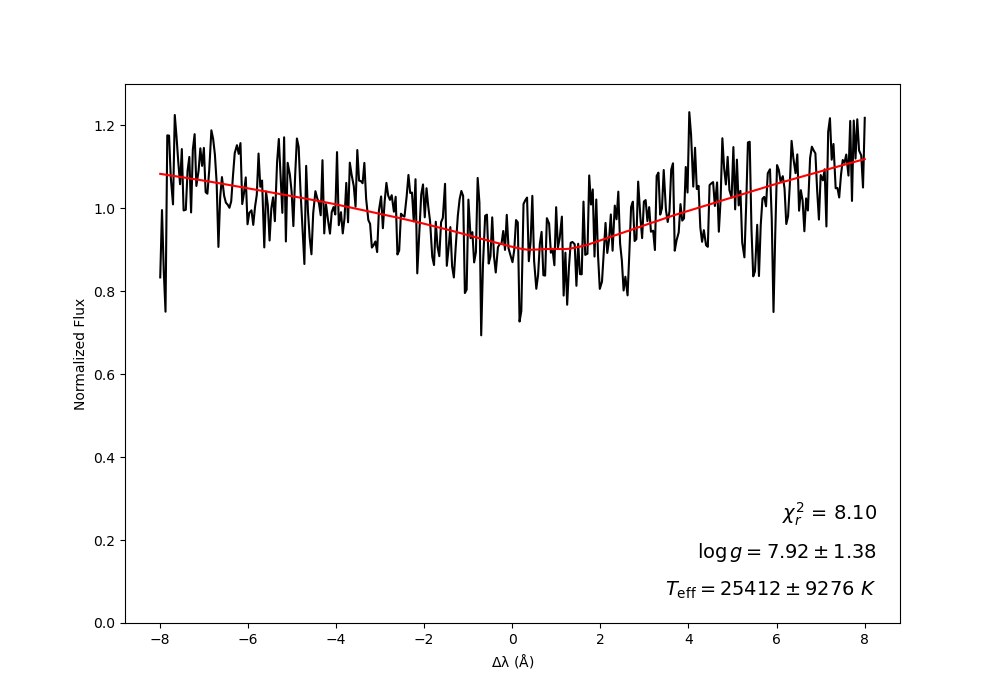 1.2
1.0
0.8
0.6
0.4
0.2
0.0
Normalized Flux
χ²ᵣ = 8.10
log g = 7.92 ± 1.38
T_eff = 25412 ± 9276 K
−8 −6 −4 −2 0 2 4 6 8
Δλ (Å)